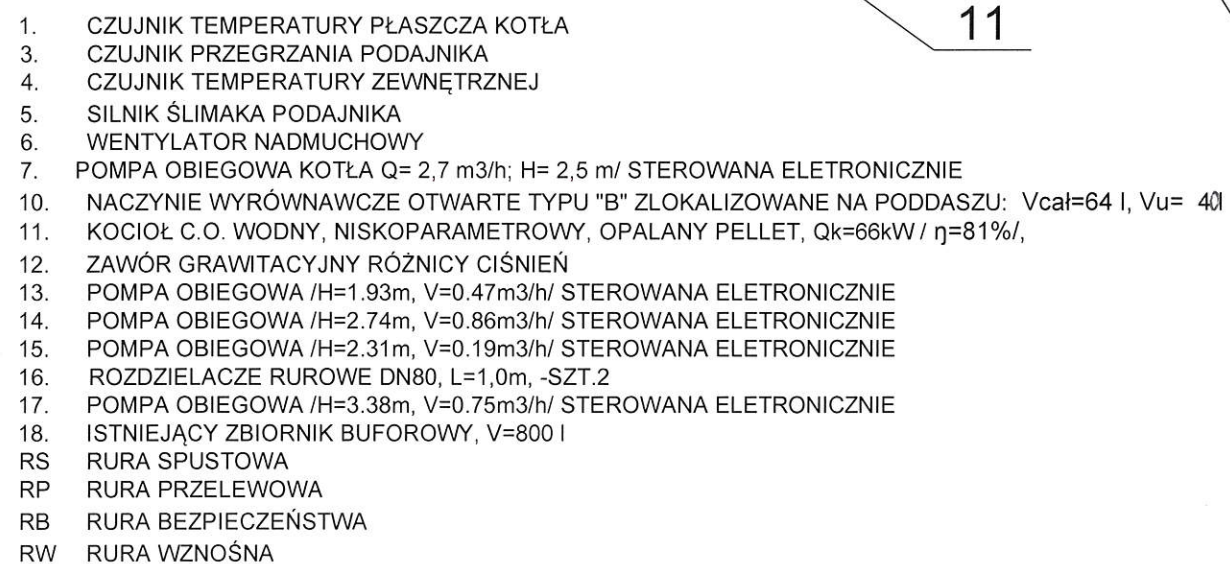 11
1. CZUJNIK TEMPERATURY PŁASZCZA KOTŁA
3. CZUJNIK PRZEGRZANIA PODAJNIKA
4. CZUJNIK TEMPERATURY ZEWNĘTRZNEJ
5. SILNIK ŚLIMAKA PODAJNIKA
6. WENTYLATOR NADMUCHOWY
7. POMPA OBIEGOWA KOTŁA Q= 2,7 m3/h; H= 2,5 m/ STEROWANA ELETRONICZNIE
10. NACZYNIE WYRÓWNAWCZE OTWARTE TYPU "B" ZLOKALIZOWANE NA PODDASZU: Vcał=64 l, Vu= 40l
11. KOCIOŁ C.O. WODNY, NISKOPARAMETROWY, OPALANY PELLET, Qk=66kW / η=81%/,
12. ZAWÓR GRAWITACYJNY RÓŻNICY CIŚNIEŃ
13. POMPA OBIEGOWA /H=1.93m, V=0.47m3/h/ STEROWANA ELETRONICZNIE
14. POMPA OBIEGOWA /H=2.74m, V=0.86m3/h/ STEROWANA ELETRONICZNIE
15. POMPA OBIEGOWA /H=2.31m, V=0.19m3/h/ STEROWANA ELETRONICZNIE
16. ROZDZIELACZE RUROWE DN80, L=1,0m, -SZT.2
17. POMPA OBIEGOWA /H=3.38m, V=0.75m3/h/ STEROWANA ELETRONICZNIE
18. ISTNIEJĄCY ZBIORNIK BUFOROWY, V=800 l
RS RURA SPUSTOWA
RP RURA PRZELEWOWA
RB RURA BEZPIECZEŃSTWA
RW RURA WZNOŚNA